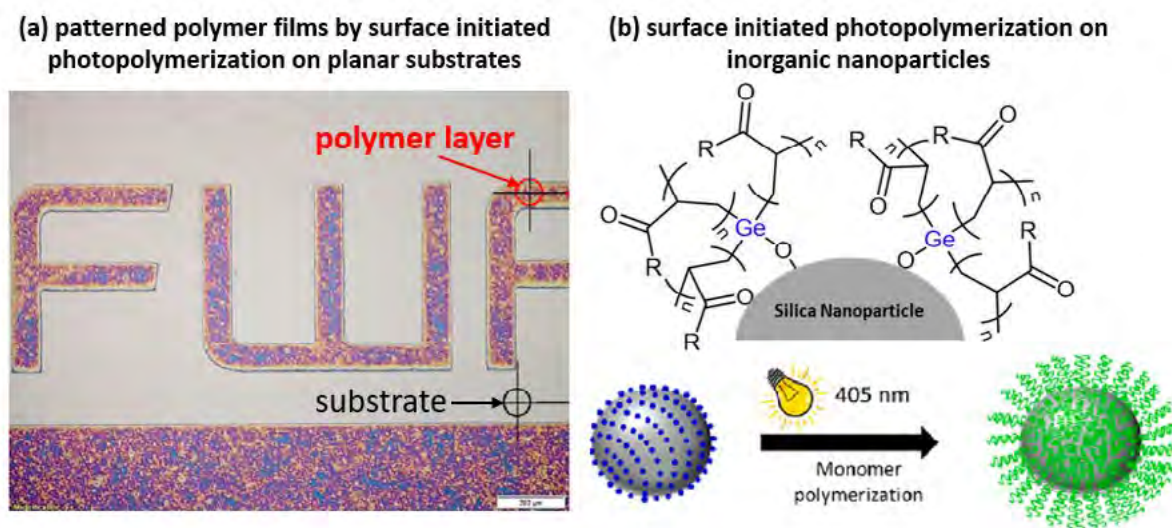 (a) patterned polymer films by surface initiated
photopolymerization on planar substrates
(b) surface initiated photopolymerization on
inorganic nanoparticles
polymer layer
FWF
substrate
O
R
n
O
R
n
O
R
n
Ge
O
R
O
n
R
O
n
R
O
n
Ge
O
Silica Nanoparticle
405 nm
Monomer
polymerization